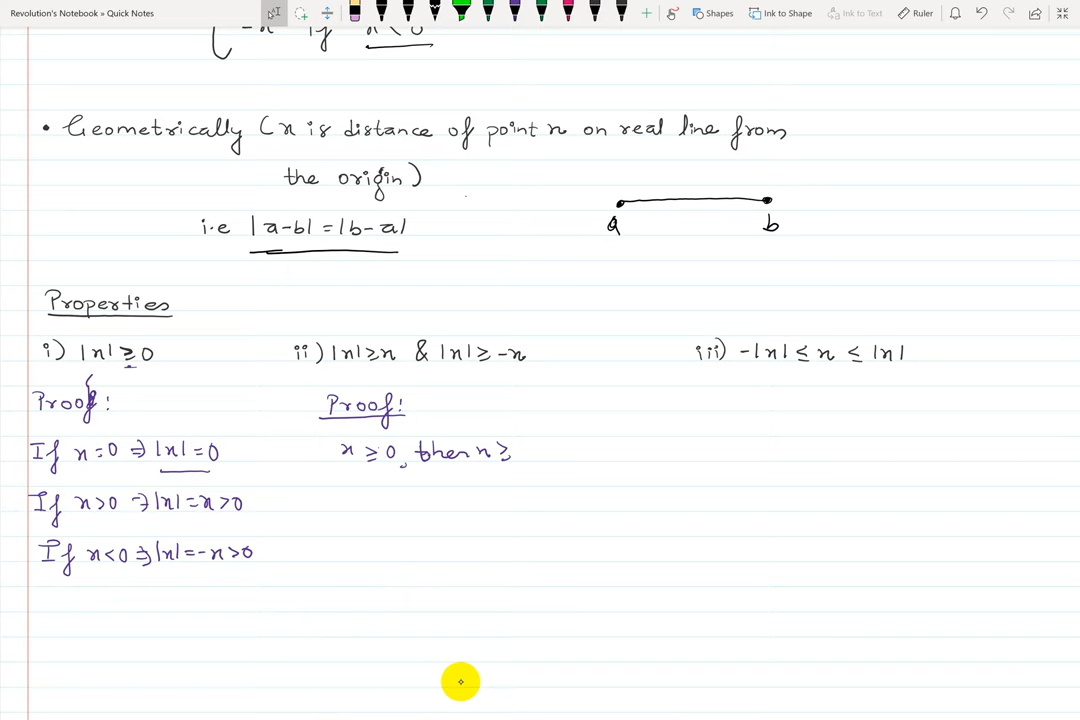 Revolution's Notebook » Quick Notes
Shapes Ink to Shape Ink to Text Ruler
-x if x<0
• Geometrically (x is distance of point x on real line from
the origin)
i.e |a-b|=|b-a|
a b
Properties
i) |x|≥0 ii) |x|≥x & |x|≥-x iii) -|x|≤x≤|x|
Proof: Proof:
If x=0 ⇒ |x|=0 x≥0, then x≥
If x>0 ⇒ |x|=x>0
If x<0 ⇒ |x|=-x>0